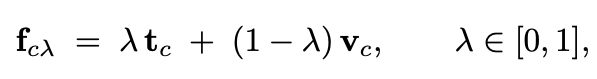 𝐟_{cλ} = λ 𝐭_c + (1 − λ) 𝐯_c,  λ ∈ [0, 1],